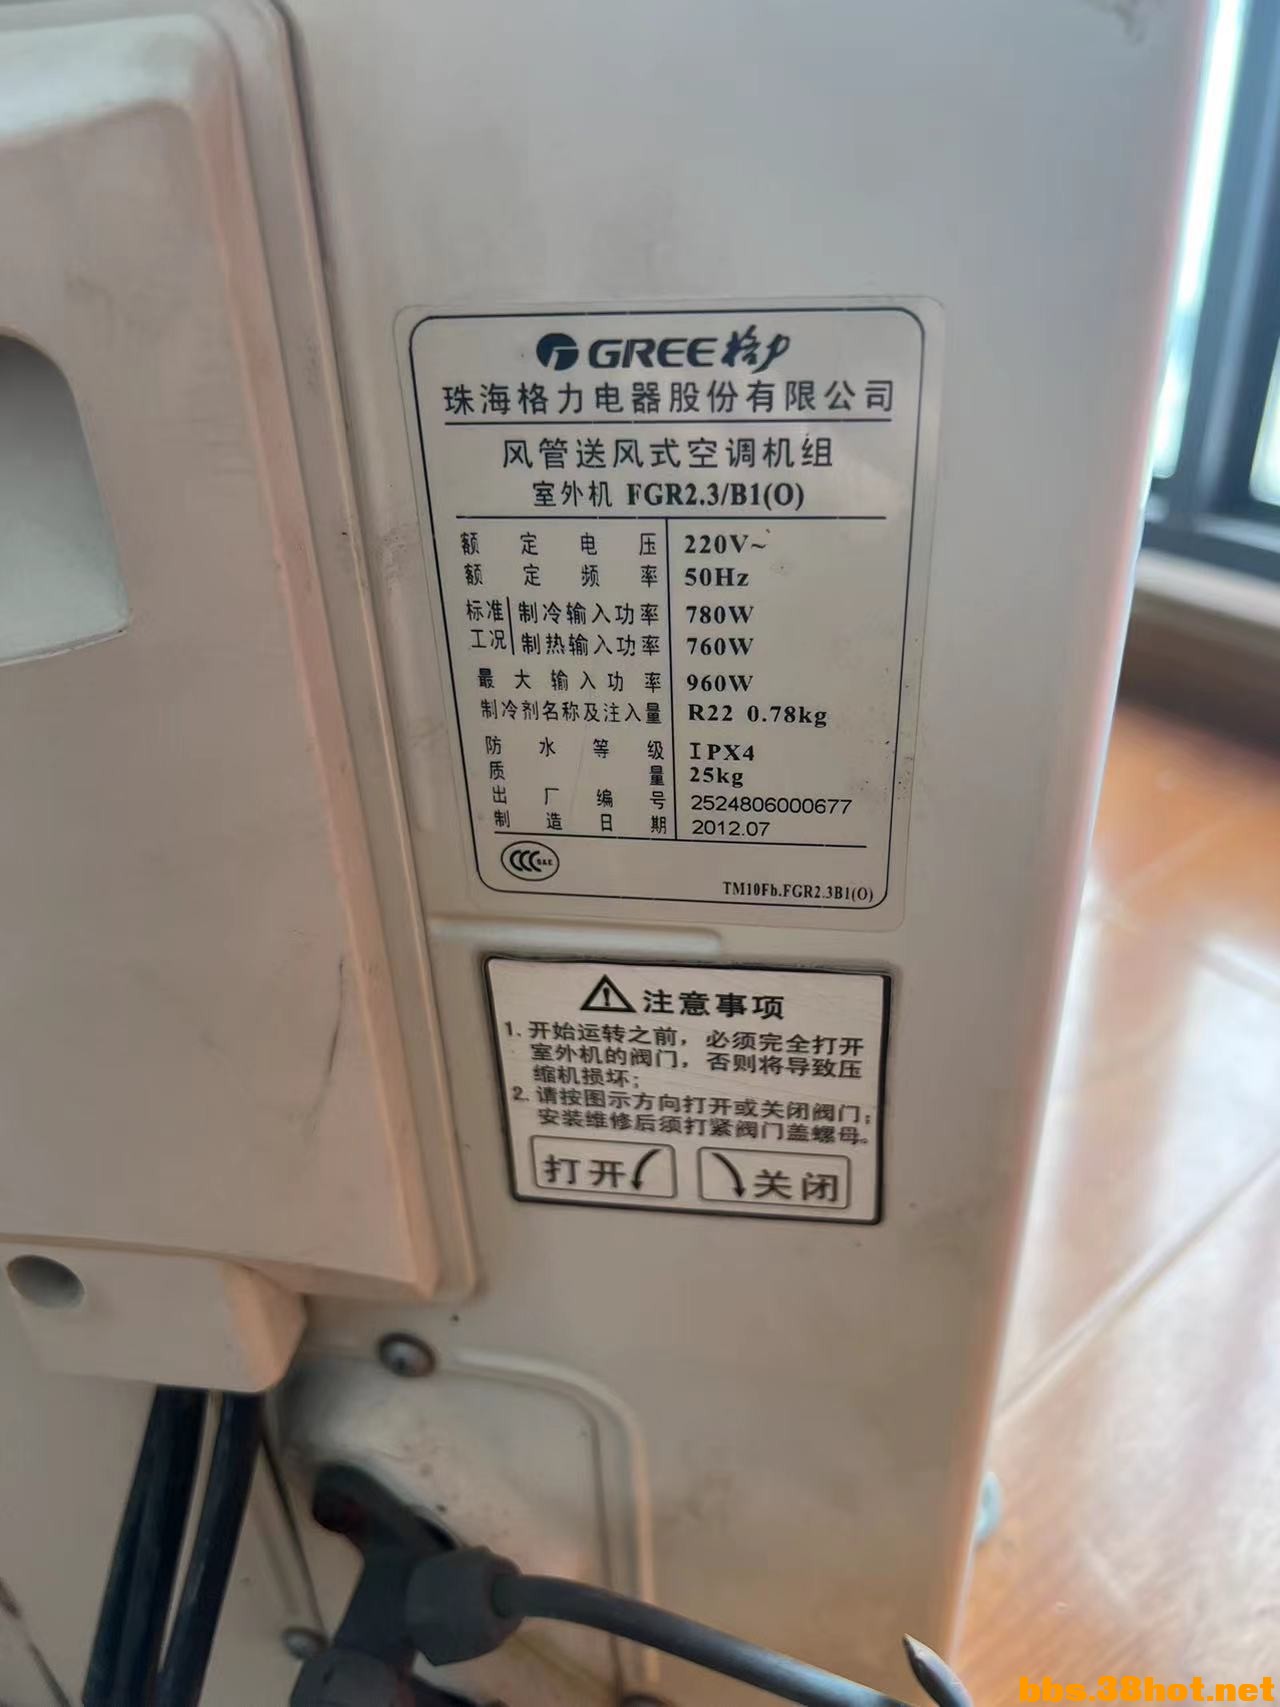 GREE格力
珠海格力电器股份有限公司
风管送风式空调机组
室外机 FGR2.3/B1(O)
额定电压 220V~
额定频率 50Hz
标准工况 制冷输入功率 780W
制热输入功率 760W
最大输入功率 960W
制冷剂名称及注入量 R22 0.78kg
防水等级 IPX4
质量 25kg
出厂编号 2524806000677
制造日期 2012.07
CCC S&E
TM10Fb.FGR2.3B1(O)
注意事项
1. 开始运转之前，必须完全打开
室外机的阀门，否则将导致压
缩机损坏；
2. 请按图示方向打开或关闭阀门；
安装维修后须打紧阀门盖螺母。
打开 关闭
bbs.38hot.net